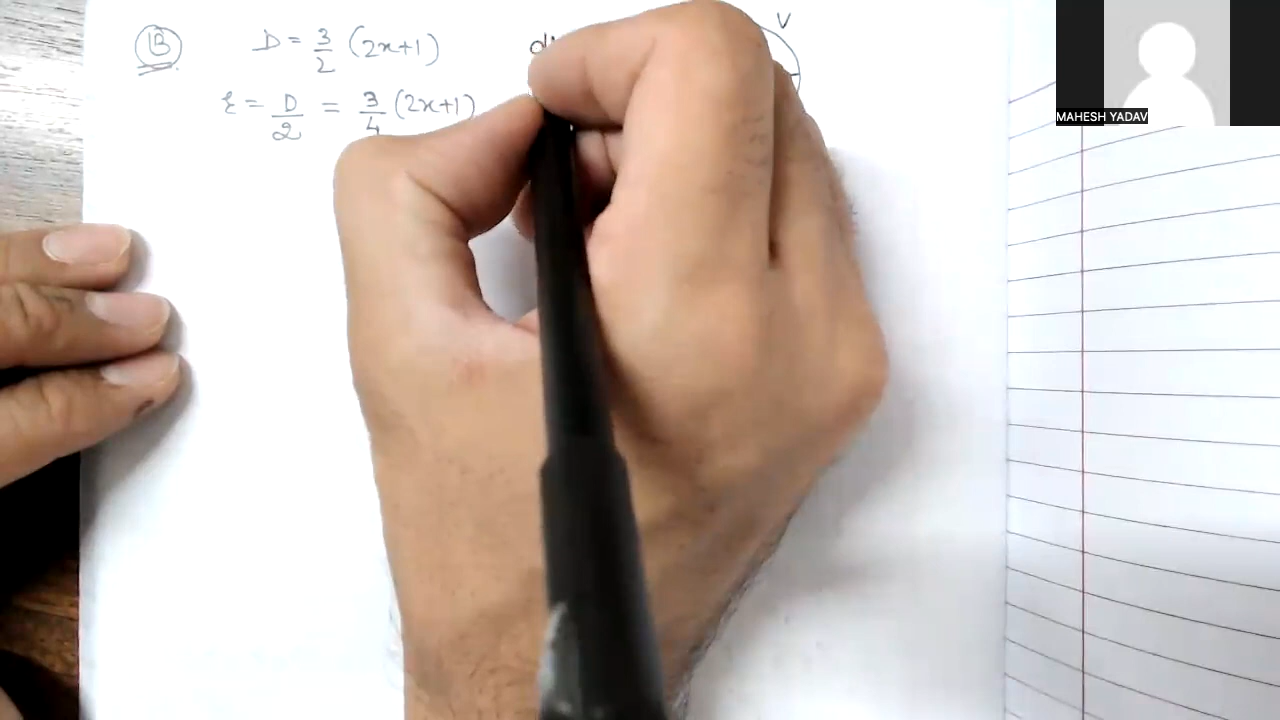 13 D = 3/2 (2x+1)
r = D/2 = 3/4 (2x+1)
V
MAHESH YADAV